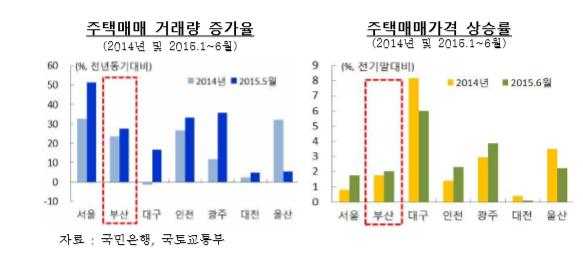 주택매매 거래량 증가율
(2014년 및 2015.1~6월)
(%, 전년동기대비)
2014년
2015.5월
60
50
40
30
20
10
0
-10
서울 부산 대구 인천 광주 대전 울산
주택매매가격 상승률
(2014년 및 2015.1~6월)
(%, 전기말대비)
2014년
2015.6월
9
8
7
6
5
4
3
2
1
0
서울 부산 대구 인천 광주 대전 울산
자료 : 국민은행, 국토교통부